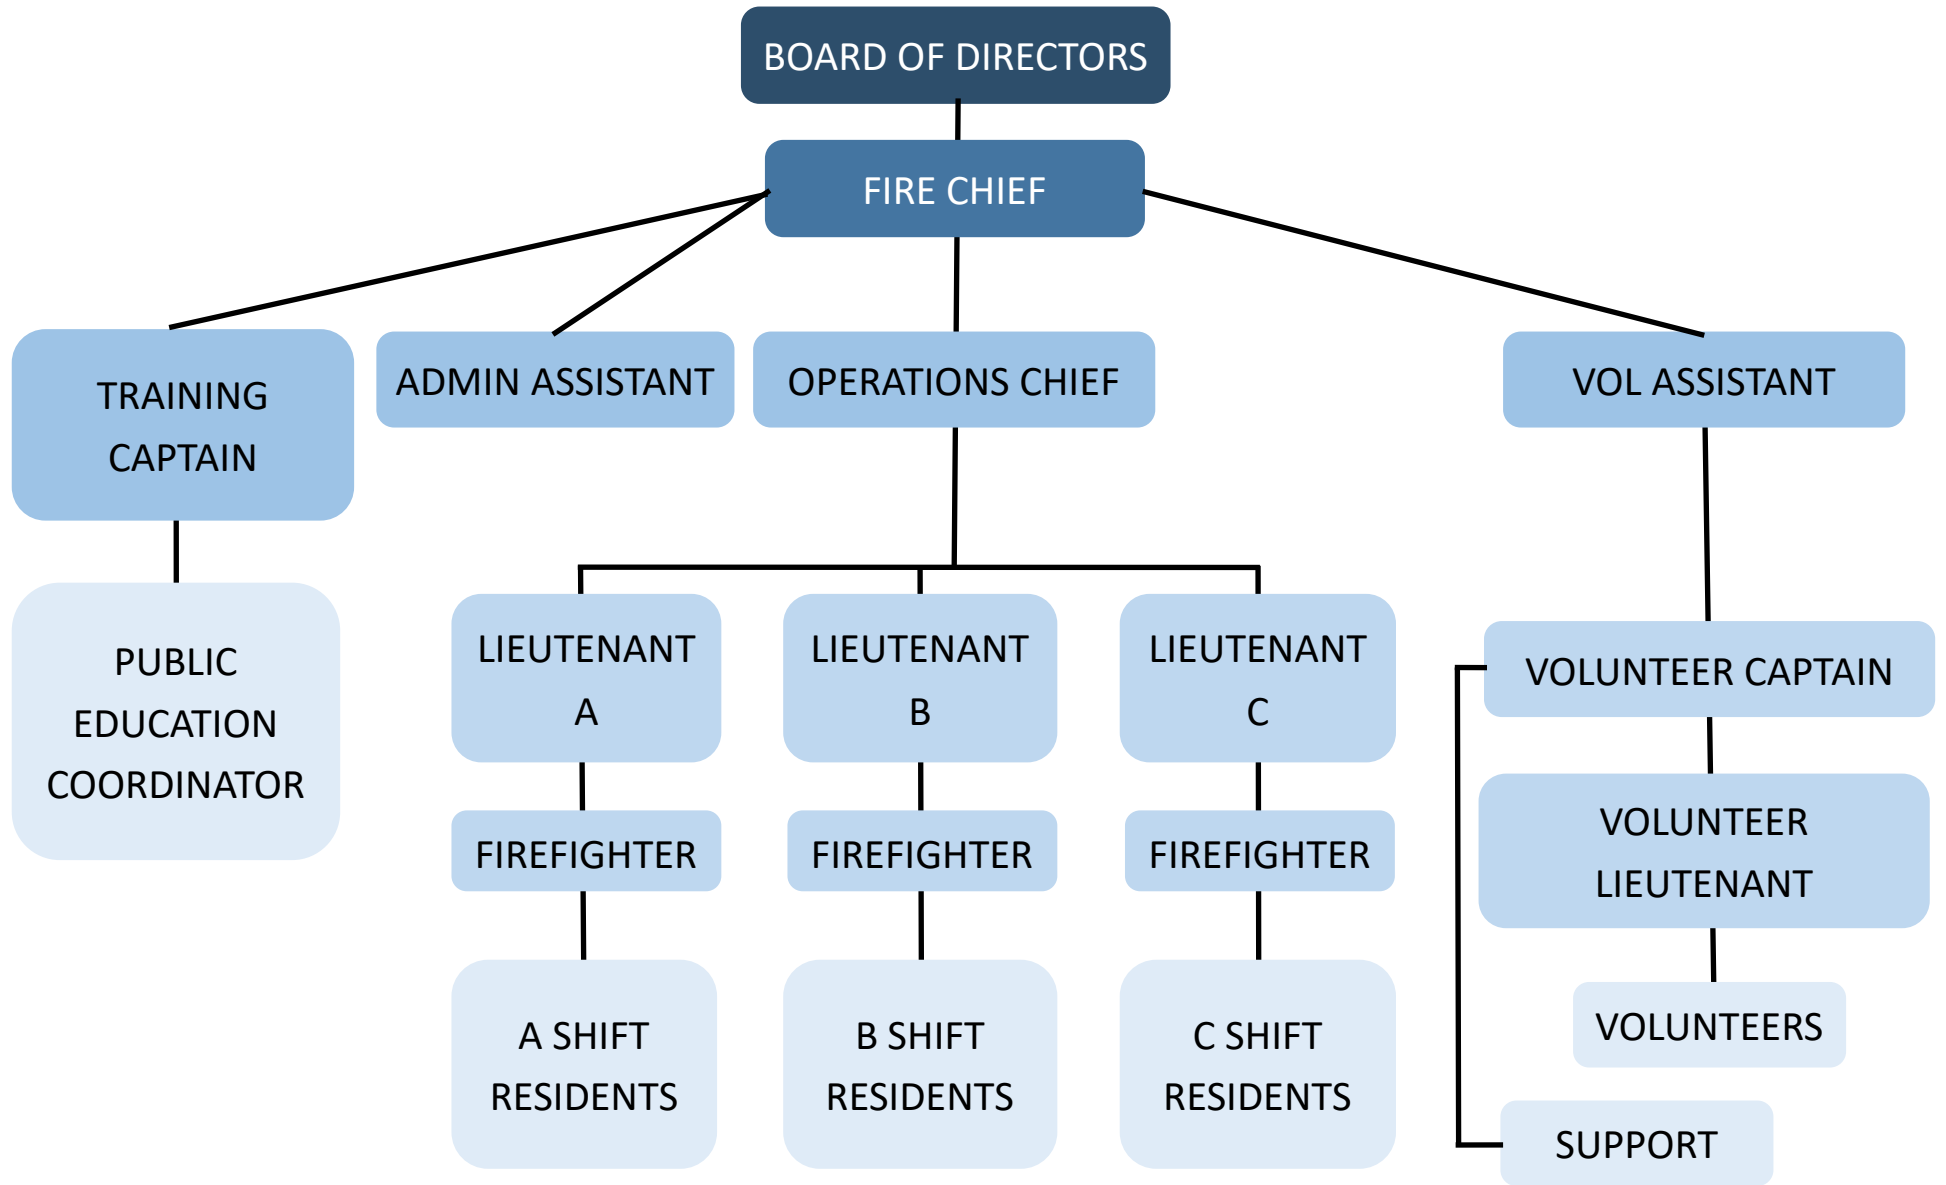 BOARD OF DIRECTORS
FIRE CHIEF
TRAINING
CAPTAIN
ADMIN ASSISTANT
OPERATIONS CHIEF
VOL ASSISTANT
PUBLIC
EDUCATION
COORDINATOR
LIEUTENANT
A
LIEUTENANT
B
LIEUTENANT
C
VOLUNTEER CAPTAIN
FIREFIGHTER
FIREFIGHTER
FIREFIGHTER
VOLUNTEER
LIEUTENANT
A SHIFT
RESIDENTS
B SHIFT
RESIDENTS
C SHIFT
RESIDENTS
VOLUNTEERS
SUPPORT